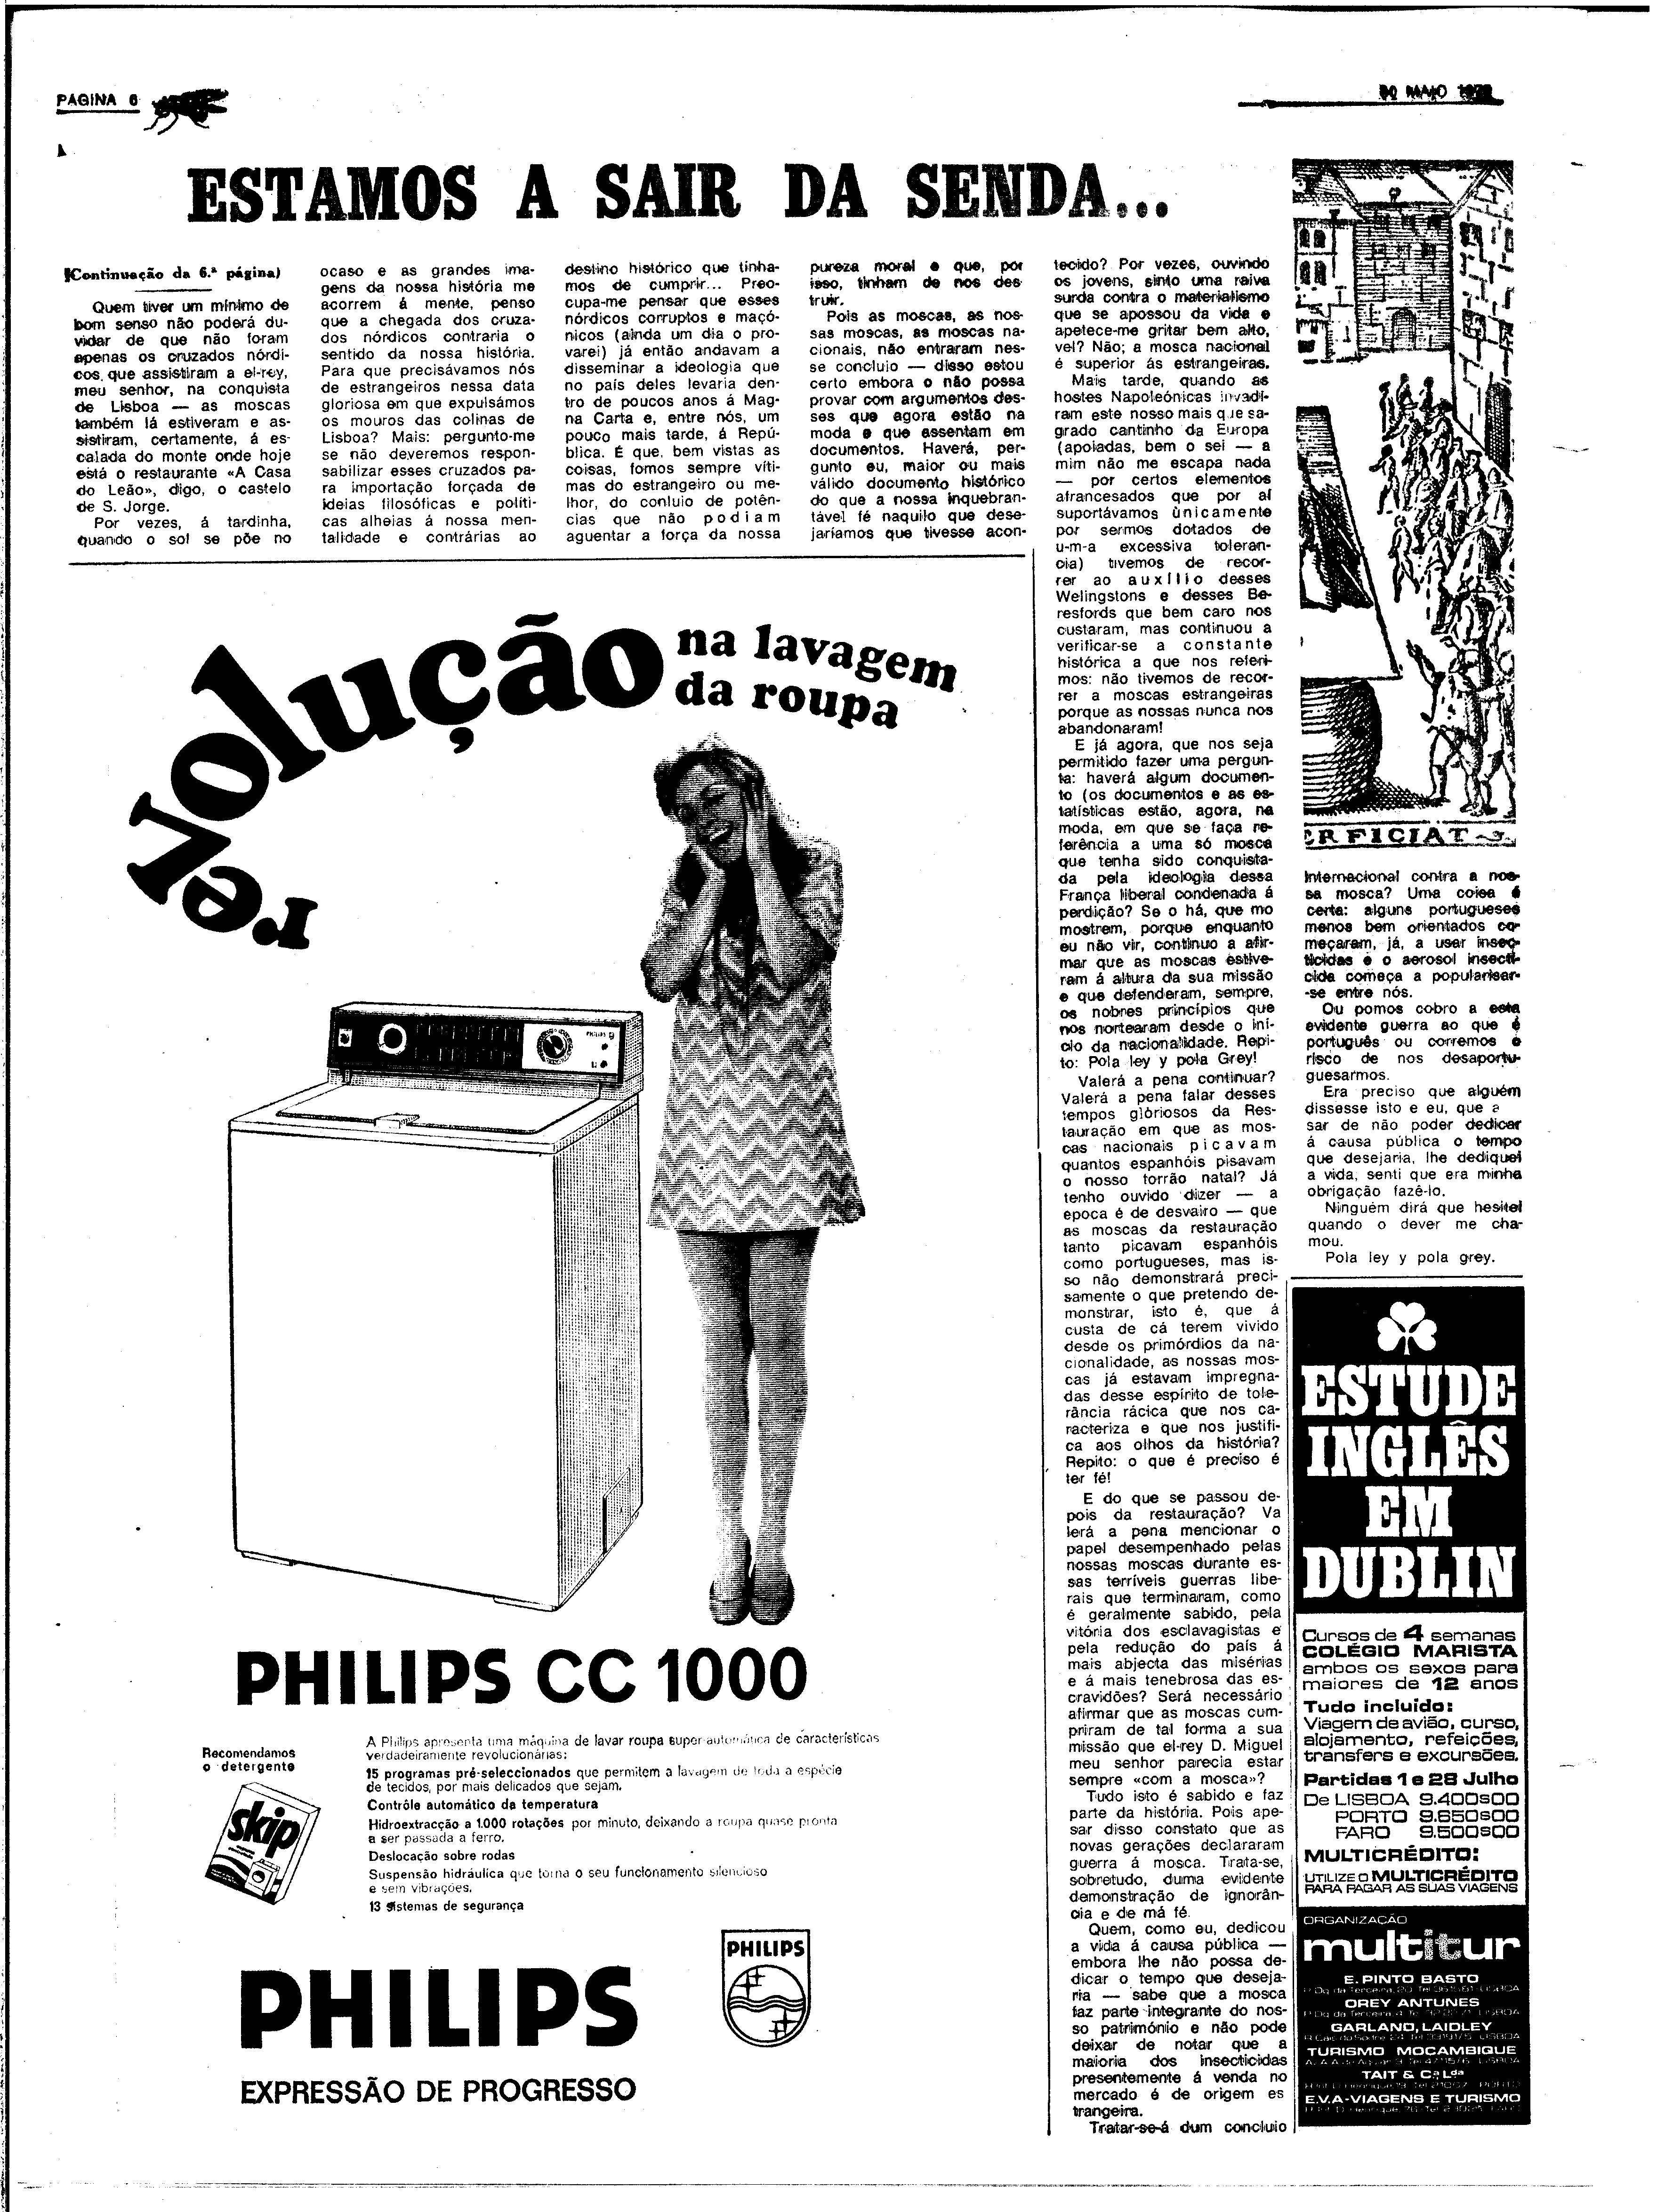 PAGINA 6
30 MAIO
ESTAMOS A SAIR DA SENDA...
(Continuação da 6.ª página)
Quem tiver um mínimo de
bom senso não poderá du-
vidar de que não foram
apenas os cruzados nórdi-
cos, que assistiram a el-rey,
meu senhor, na conquista
de Lisboa — as moscas
também lá estiveram e as-
sistiram, certamente, á es-
calada do monte onde hoje
está o restaurante «A Casa
do Leão», digo, o castelo
de S. Jorge.
Por vezes, á tardinha,
quando o sol se põe no
ocaso e as grandes ima-
gens da nossa história me
acorrem á mente, penso
que a chegada dos cruza-
dos nórdicos contraria o
sentido da nossa história.
Para que precisávamos nós
de estrangeiros nessa data
gloriosa em que expulsámos
os mouros das colinas de
Lisboa? Mais: pergunto-me
se não deveremos respon-
sabilizar esses cruzados pa-
ra importação forçada de
ideias filosóficas e políti-
cas alheias á nossa men-
talidade e contrárias ao
destino histórico que tinha-
mos de cumprir... Preo-
cupa-me pensar que esses
nórdicos corruptos e maçó-
nicos (ainda um dia o pro-
varei) já então andavam a
disseminar a ideologia que
no país deles levaria den-
tro de poucos anos á Mag-
na Carta e, entre nós, um
pouco mais tarde, á Repú-
blica. É que, bem vistas as
coisas, fomos sempre víti-
mas do estrangeiro ou me-
lhor, do conluio de potên-
cias que não podiam
aguentar a força da nossa
pureza moral e que, por
isso, tinham de nos des
truir.
Pois as moscas, as nos-
sas moscas, as moscas na-
cionais, não entraram nes-
se concluio — disso estou
certo embora o não possa
provar com argumentos des-
ses que agora estão na
moda e que assentam em
documentos. Haverá, per-
gunto eu, maior ou mais
válido documento histórico
do que a nossa inquebran-
tável fé naquilo que dese-
jaríamos que tivesse acon-
tecido? Por vezes, ouvindo
os jovens, sinto uma raiva
surda contra o materialismo
que se apossou da vida e
apetece-me gritar bem alto,
vel? Não; a mosca nacional
é superior ás estrangeiras.
Mais tarde, quando as
hostes Napoleónicas invadi-
ram este nosso mais que sa-
grado cantinho da Europa
(apoiadas, bem o sei — a
mim não me escapa nada
— por certos elementos
afrancesados que por aí
suportávamos ùnicamente
por sermos dotados de
u-m-a excessiva toleran-
cia) tivemos de recor-
rer ao auxílio desses
Welingstons e desses Be-
resfords que bem caro nos
custaram, mas continuou a
verificar-se a constante
histórica a que nos referi-
mos: não tivemos de recor-
rer a moscas estrangeiras
porque as nossas nunca nos
abandonaram!
E já agora, que nos seja
permitido fazer uma pergun-
ta: haverá algum documen-
to (os documentos e as es-
tatísticas estão, agora, na
moda, em que se faça re-
ferência a uma só mosca
que tenha sido conquista-
da pela ideologia dessa
França liberal condenada á
perdição? Se o há, que mo
mostrem, porque enquanto
eu não vir, continuo a afir-
mar que as moscas estive-
ram á altura da sua missão
e que defenderam, sempre,
os nobres princípios que
nos nortearam desde o iní-
cio da nacionalidade. Repi-
to: Pola ley y pola Grey!
Valerá a pena continuar?
Valerá a pena falar desses
tempos glòriosos da Res-
tauração em que as mos-
cas nacionais picavam
quantos espanhóis pisavam
o nosso torrão natal? Já
tenho ouvido dizer — a
epoca é de desvairo — que
as moscas da restauração
tanto picavam espanhóis
como portugueses, mas is-
so não demonstrará preci-
samente o que pretendo de-
monstrar, isto é, que á
custa de cá terem vivido
desde os primórdios da na-
cionalidade, as nossas mos-
cas já estavam impregna-
das desse espírito de tole-
rância rácica que nos ca-
racteriza e que nos justifi-
ca aos olhos da história?
Repito: o que é preciso é
ter fé!
E do que se passou de-
pois da restauração? Va
lerá a pena mencionar o
papel desempenhado pelas
nossas moscas durante es-
sas terríveis guerras libe-
rais que terminaram, como
é geralmente sabido, pela
vitória dos esclavagistas e
pela redução do país á
mais abjecta das misérias
e á mais tenebrosa das es-
cravidões? Será necessário
afirmar que as moscas cum-
priram de tal forma a sua
missão que el-rey D. Miguel
meu senhor parecia estar
sempre «com a mosca»?
Tudo isto é sabido e faz
parte da história. Pois ape-
sar disso constato que as
novas gerações declararam
guerra á mosca. Trata-se,
sobretudo, duma evidente
demonstração de ignorân-
cia e de má fé.
Quem, como eu, dedicou
a vida á causa pública —
embora lhe não possa de-
dicar o tempo que deseja-
ria — sabe que a mosca
faz parte integrante do nos-
so património e não pode
deixar de notar que a
maioria dos insecticidas
presentemente á venda no
mercado é de origem es
trangeira.
Tratar-se-á dum concluio
ERFICIAT
internacional contra a nos-
sa mosca? Uma coisa é
certa: alguns portugueses
menos bem orientados co-
meçaram, já, a usar insec-
ticidas e o aerosol insecti-
cida começa a popularisar-
-se entre nós.
Ou pomos cobro a esta
evidente guerra ao que é
português ou corremos o
risco de nos desaportu-
guesarmos.
Era preciso que alguém
dissesse isto e eu, que a
sar de não poder dedicar
á causa pública o tempo
que desejaria, lhe dediquei
a vida, senti que era minha
obrigação fazê-lo.
Ninguém dirá que hesitei
quando o dever me cha-
mou.
Pola ley y pola grey.
revolução na lavagem
da roupa
PHILIPS CC 1000
Recomendamos
o detergente
skip
A Philips apresenta uma máquina de lavar roupa super-automática de características
verdadeiramente revolucionárias:
15 programas pré-seleccionados que permitem a lavagem de toda a espécie
de tecidos, por mais delicados que sejam.
Contrôle automático da temperatura
Hidroextracção a 1.000 rotações por minuto, deixando a roupa quase pronta
a ser passada a ferro.
Deslocação sobre rodas
Suspensão hidráulica que torna o seu funcionamento silencioso
e sem vibrações.
13 sistemas de segurança
PHILIPS
PHILIPS
EXPRESSÃO DE PROGRESSO
ESTUDE
INGLÊS
EM
DUBLIN
Cursos de 4 semanas
COLÉGIO MARISTA
ambos os sexos para
maiores de 12 anos
Tudo incluído:
Viagem de avião, curso,
alojamento, refeições,
transfers e excursões.
Partidas 1 e 28 Julho
De LISBOA 9.400$00
PORTO 9.650$00
FARO 9.500$00
MULTICRÉDITO:
UTILIZE O MULTICRÉDITO
PARA PAGAR AS SUAS VIAGENS
ORGANIZAÇÃO
multitur
E. PINTO BASTO
OREY ANTUNES
GARLAND, LAIDLEY
TURISMO MOCAMBIQUE
TAIT & Cª Lda
E.V.A-VIAGENS E TURISMO